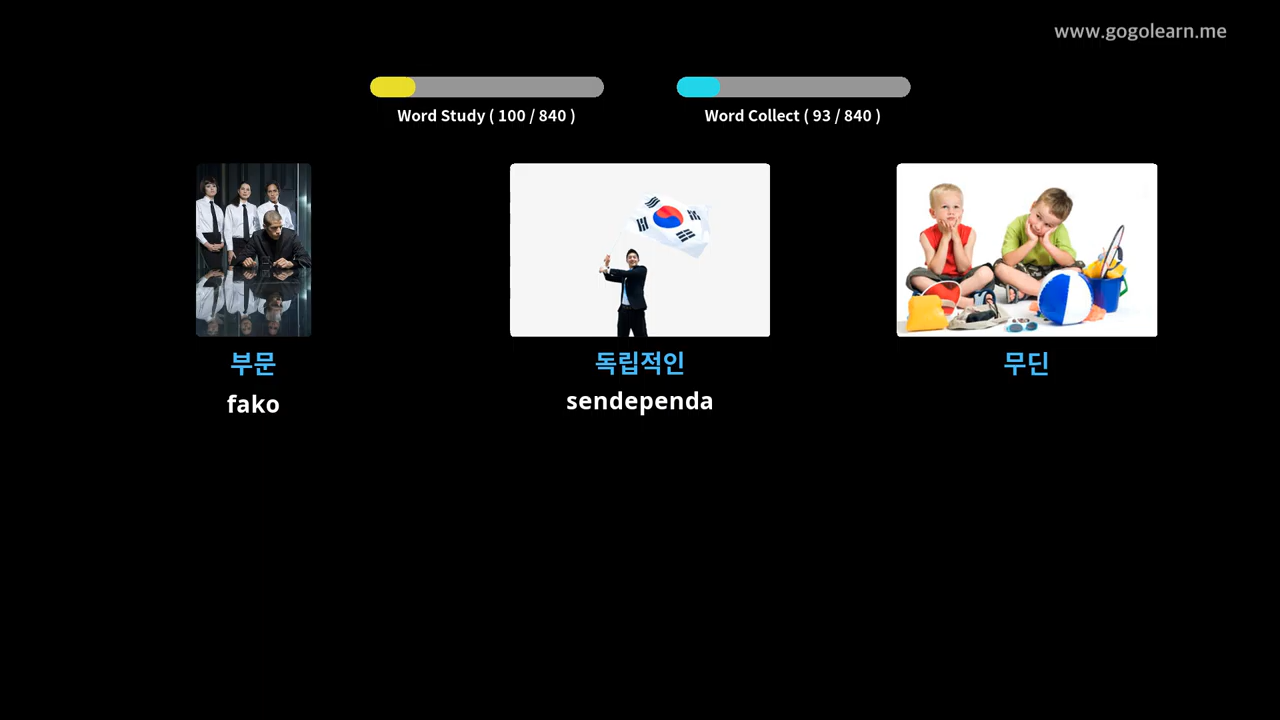 www.gogolearn.me
Word Study ( 100 / 840 )
Word Collect ( 93 / 840 )
부문
독립적인
무딘
fako
sendependa